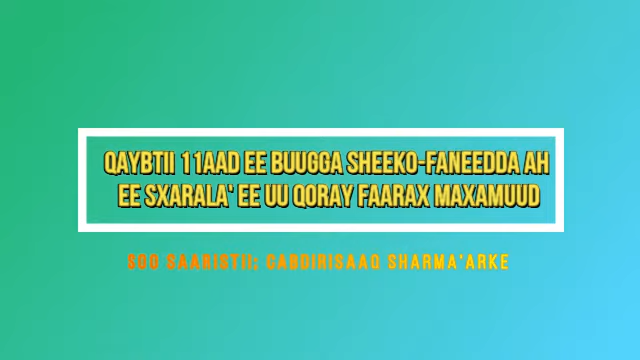 QAYBTII 11AAD EE BUUGGA SHEEKO-FANEEDDA AH
EE SXARALA' EE UU QORAY FAARAX MAXAMUUD
SOO SAARISTII; CABDIRISAAQ SHARMA'ARKE